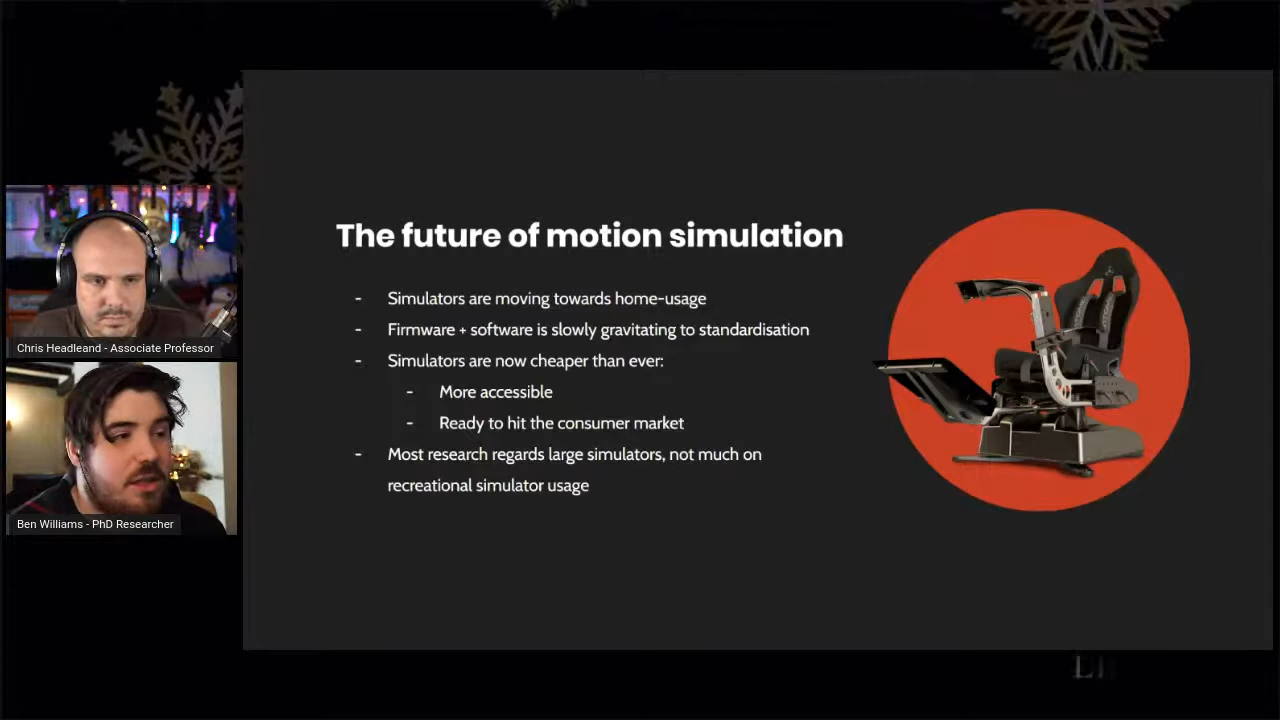 The future of motion simulation
- Simulators are moving towards home-usage
- Firmware + software is slowly gravitating to standardisation
- Simulators are now cheaper than ever:
- More accessible
- Ready to hit the consumer market
- Most research regards large simulators, not much on
recreational simulator usage
Chris Headleand - Associate Professor
Ben Williams - PhD Researcher